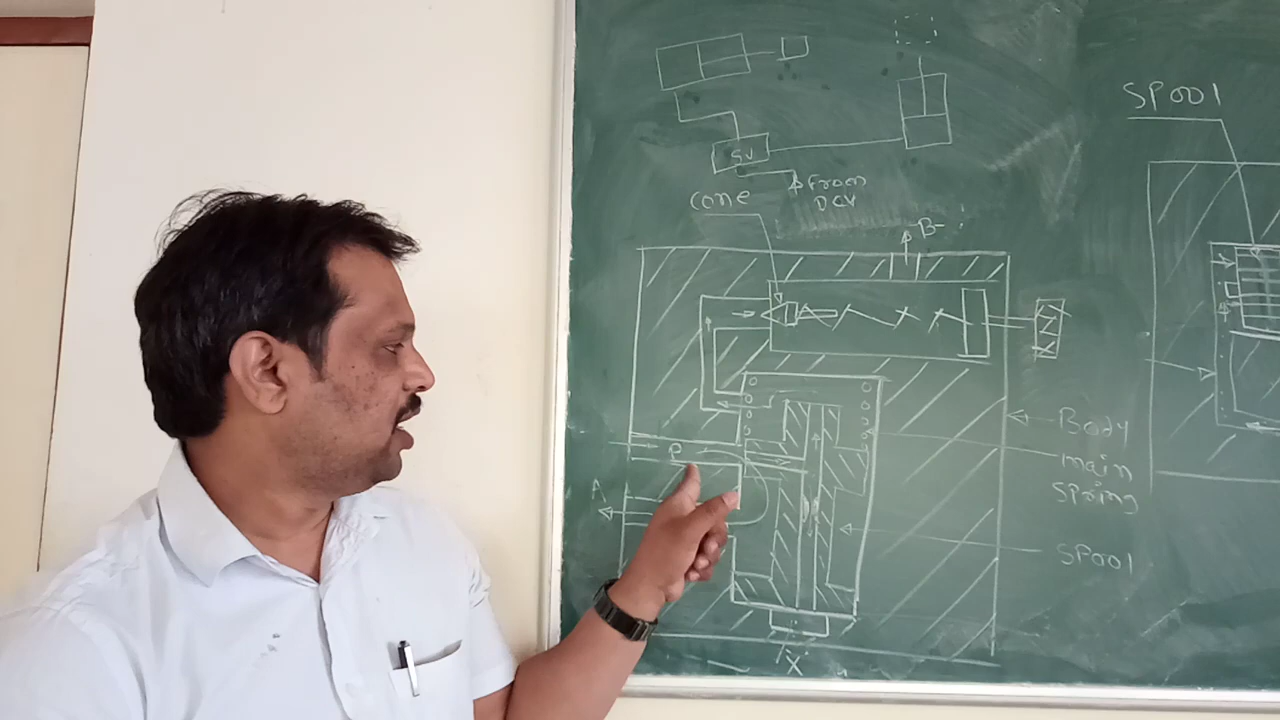 SPOOl
SV
From
DCV
Cone
B
P
A
Body
main
spring
SPOOl
X